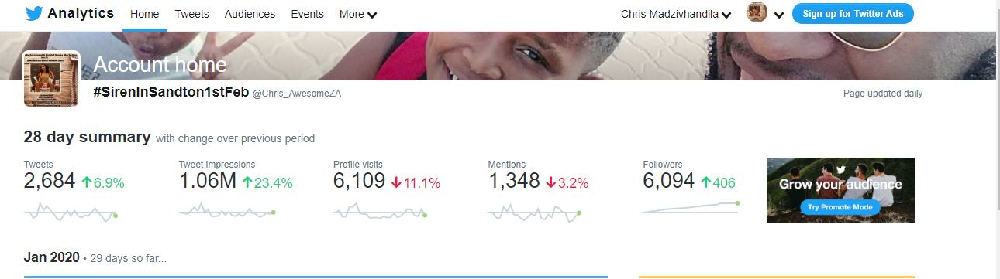 Analytics Home Tweets Audiences Events More Chris Madzivhandila Sign up for Twitter Ads
Account home
#SirenInSandton1stFeb @Chris_AwesomeZA Page updated daily
28 day summary with change over previous period
Tweets Tweet impressions Profile visits Mentions Followers
2,684 6.9% 1.06M 23.4% 6,109 11.1% 1,348 3.2% 6,094 406
Grow your audience
Try Promote Mode
Jan 2020 • 29 days so far...